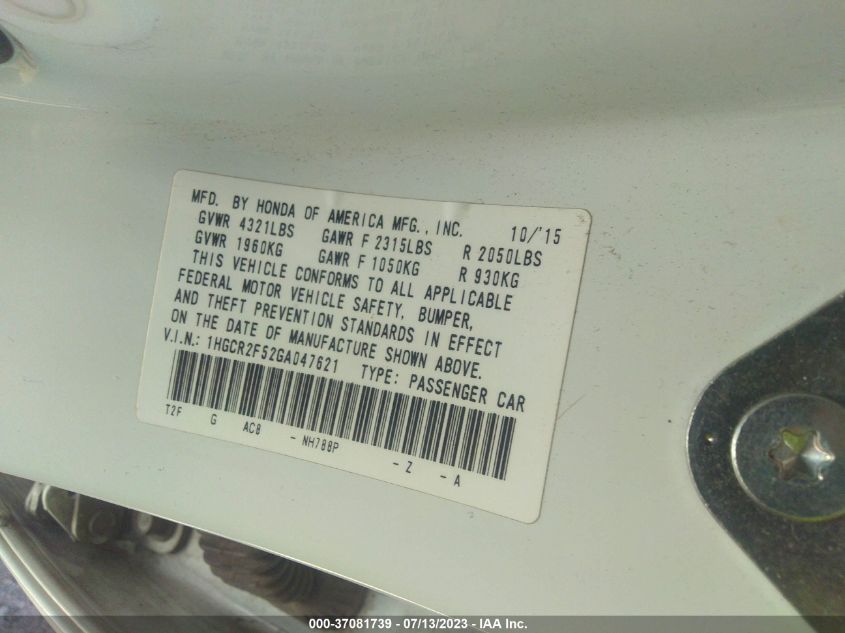 MFD. BY HONDA OF AMERICA MFG., INC. 10/'15
GVWR 4321LBS GAWR F 2315LBS R 2050LBS
GVWR 1960KG GAWR F 1050KG R 930KG
THIS VEHICLE CONFORMS TO ALL APPLICABLE
FEDERAL MOTOR VEHICLE SAFETY, BUMPER,
AND THEFT PREVENTION STANDARDS IN EFFECT
ON THE DATE OF MANUFACTURE SHOWN ABOVE.
V.I.N.: 1HGCR2F52GA047621 TYPE: PASSENGER CAR
T2F G AC8 - NH788P - Z - A
000-37081739 - 07/13/2023 - IAA Inc.